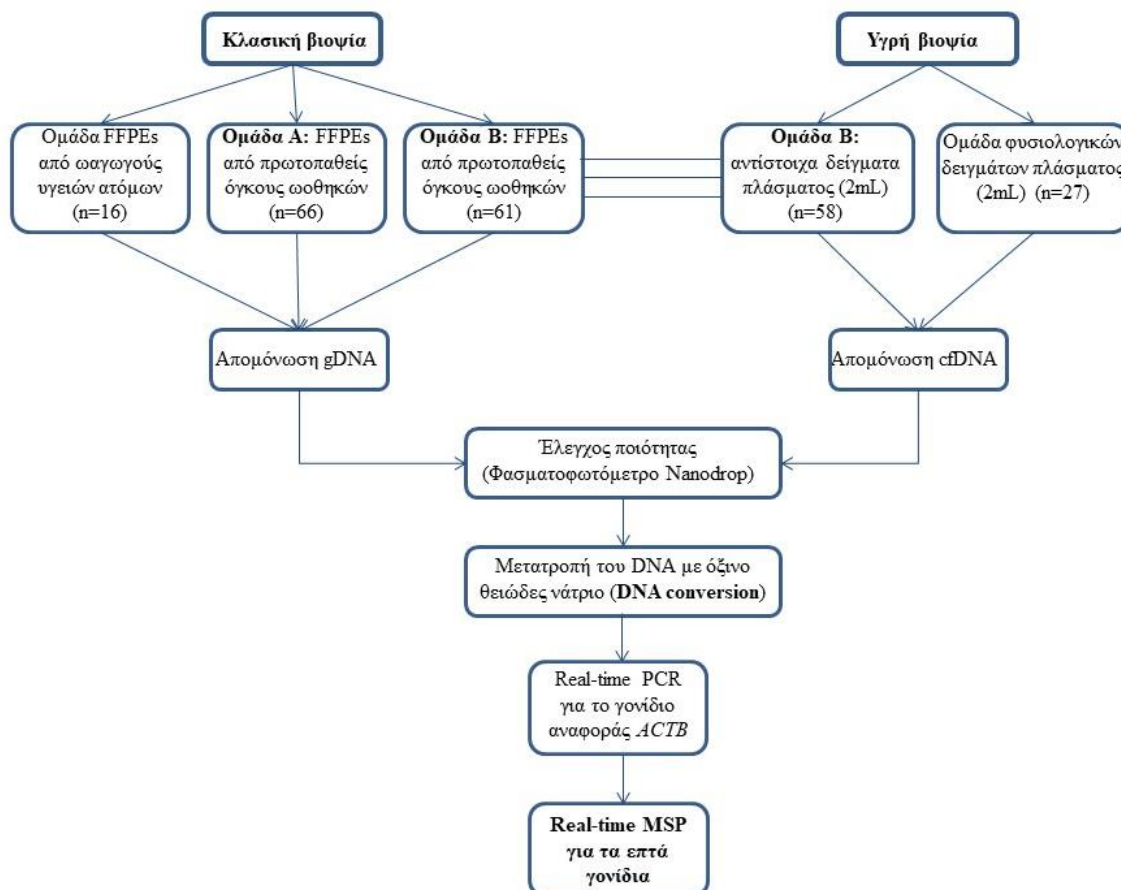 Κλασική βιοψία
Υγρή βιοψία
Ομάδα FFPEs
από ωαγωγούς
υγειών ατόμων
(n=16)
Ομάδα Α: FFPEs
από πρωτοπαθείς
όγκους ωοθηκών
(n=66)
Ομάδα Β: FFPEs
από πρωτοπαθείς
όγκους ωοθηκών
(n=61)
Ομάδα Β:
αντίστοιχα δείγματα
πλάσματος (2mL)
(n=58)
Ομάδα φυσιολογικών
δειγμάτων πλάσματος
(2mL) (n=27)
Απομόνωση gDNA
Απομόνωση cfDNA
Έλεγχος ποιότητας
(Φασματοφωτόμετρο Nanodrop)
Μετατροπή του DNA με όξινο
θειώδες νάτριο (DNA conversion)
Real-time PCR
για το γονίδιο
αναφοράς ACTB
Real-time MSP
για τα επτά
γονίδια